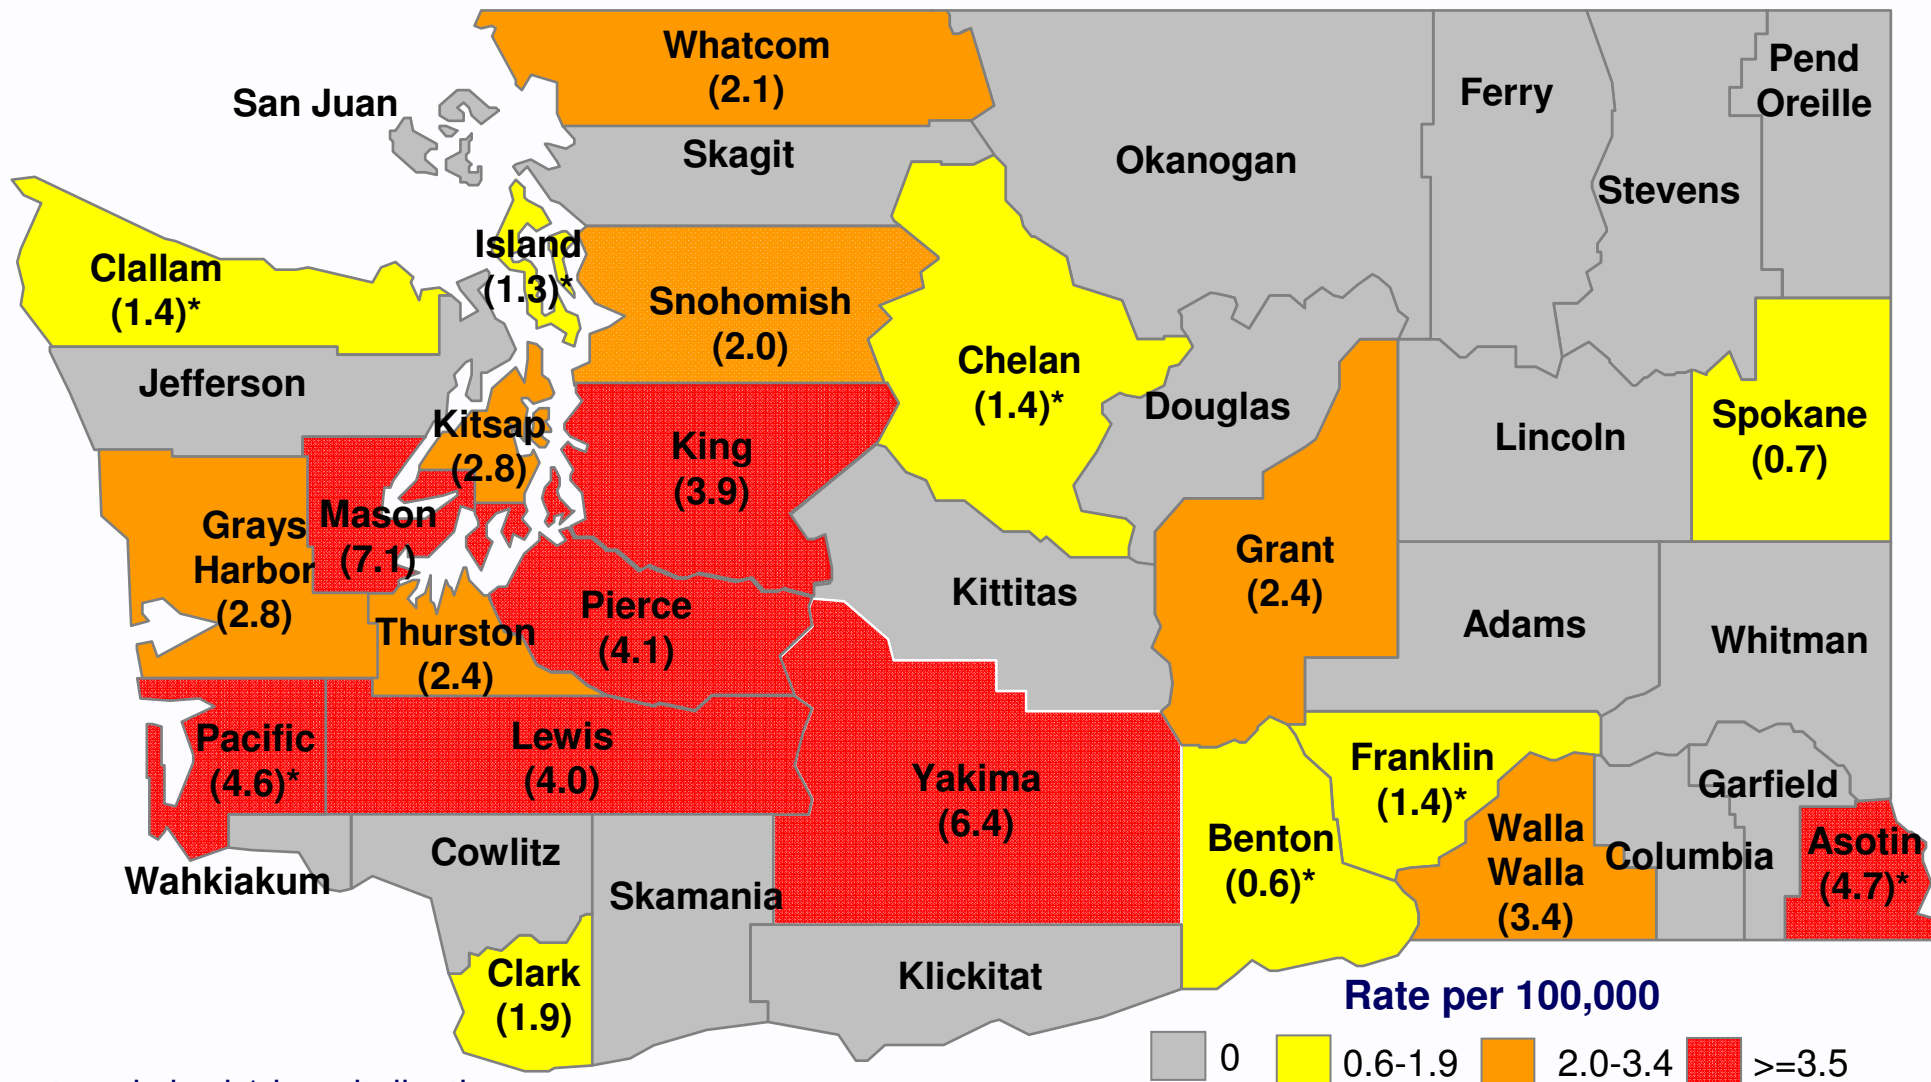 Whatcom
(2.1)
San Juan
Skagit
Okanogan
Ferry
Pend
Oreille
Stevens
Clallam
(1.4)*
Island
(1.3)*
Snohomish
(2.0)
Chelan
(1.4)*
Jefferson
Douglas
Kitsap
(2.8)
King
(3.9)
Lincoln
Spokane
(0.7)
Grays
Harbor
(2.8)
Mason
(7.1)
Grant
(2.4)
Kittitas
Pierce
(4.1)
Thurston
(2.4)
Adams
Whitman
Pacific
(4.6)*
Lewis
(4.0)
Yakima
(6.4)
Franklin
(1.4)*
Garfield
Benton
(0.6)*
Walla
Walla
(3.4)
Columbia
Asotin
(4.7)*
Wahkiakum
Cowlitz
Skamania
Clark
(1.9)
Klickitat
Rate per 100,000
0
0.6-1.9
2.0-3.4
>=3.5